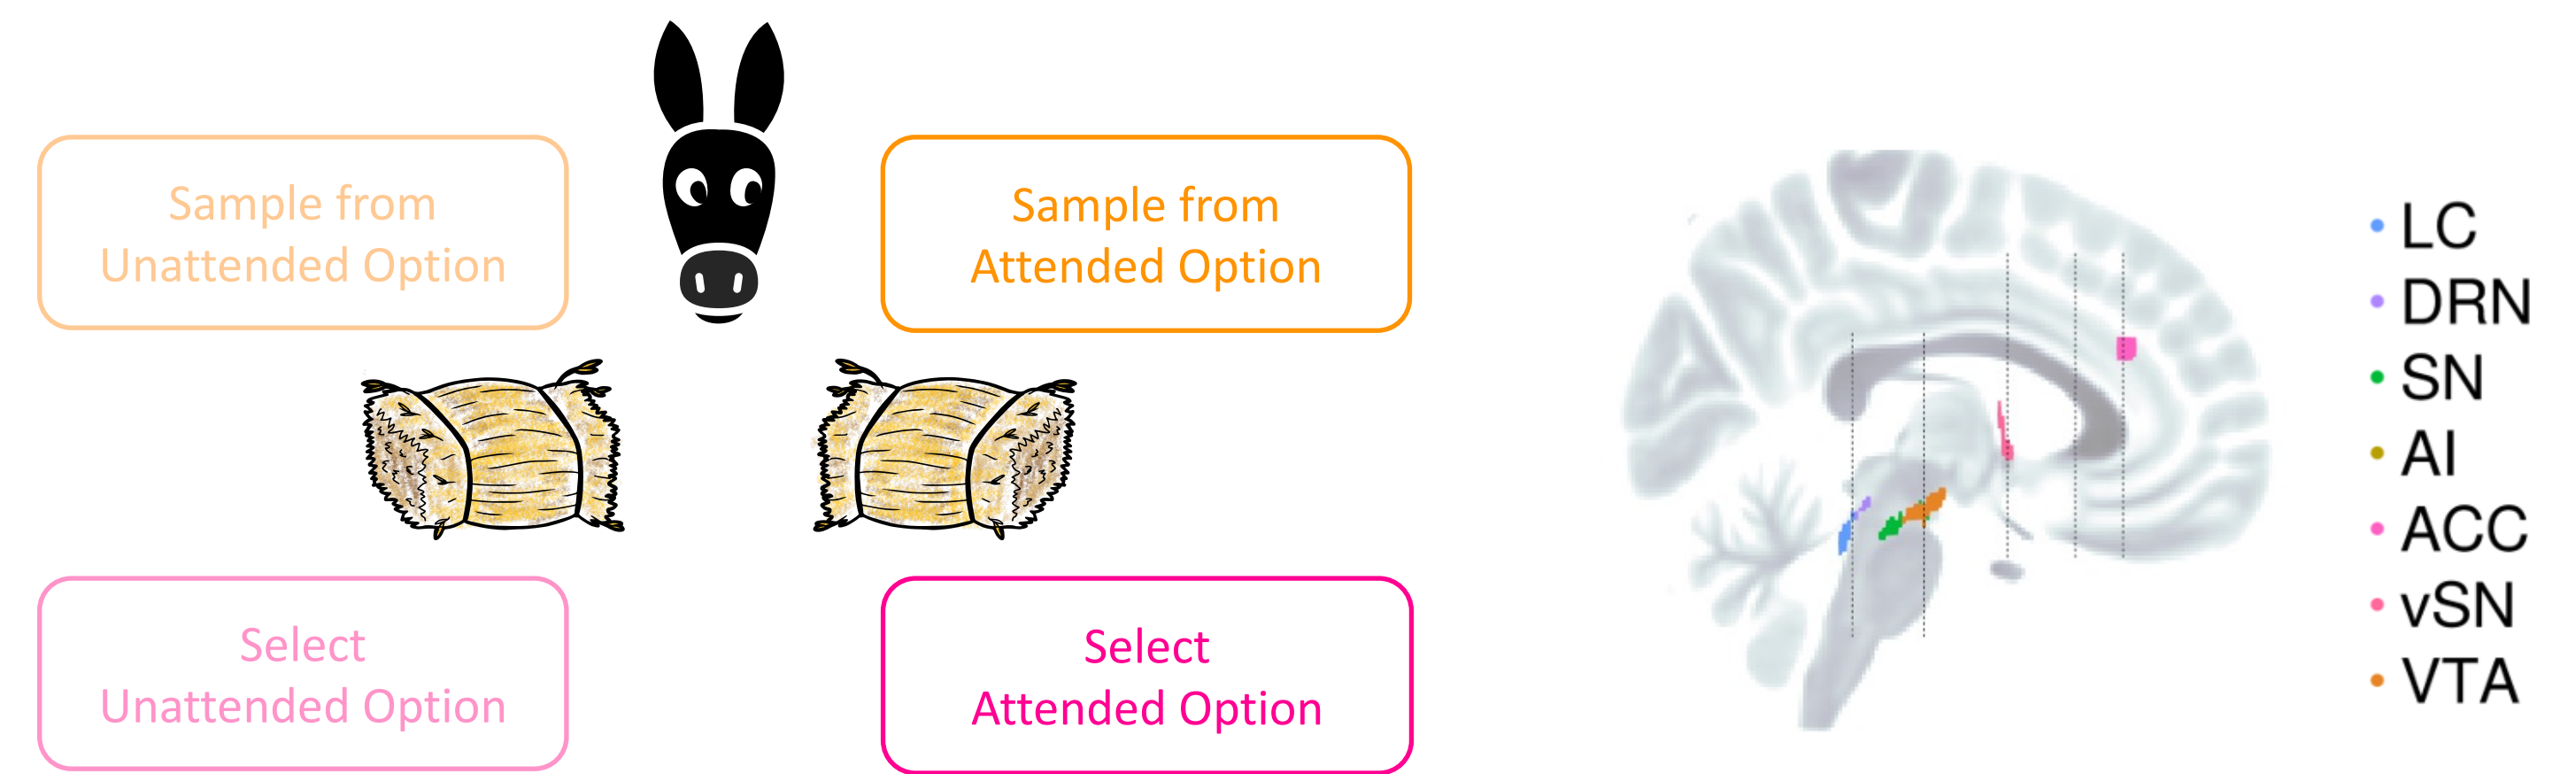 Sample from
Unattended Option
Sample from
Attended Option
Select
Unattended Option
Select
Attended Option
LC
DRN
SN
AI
ACC
vSN
VTA